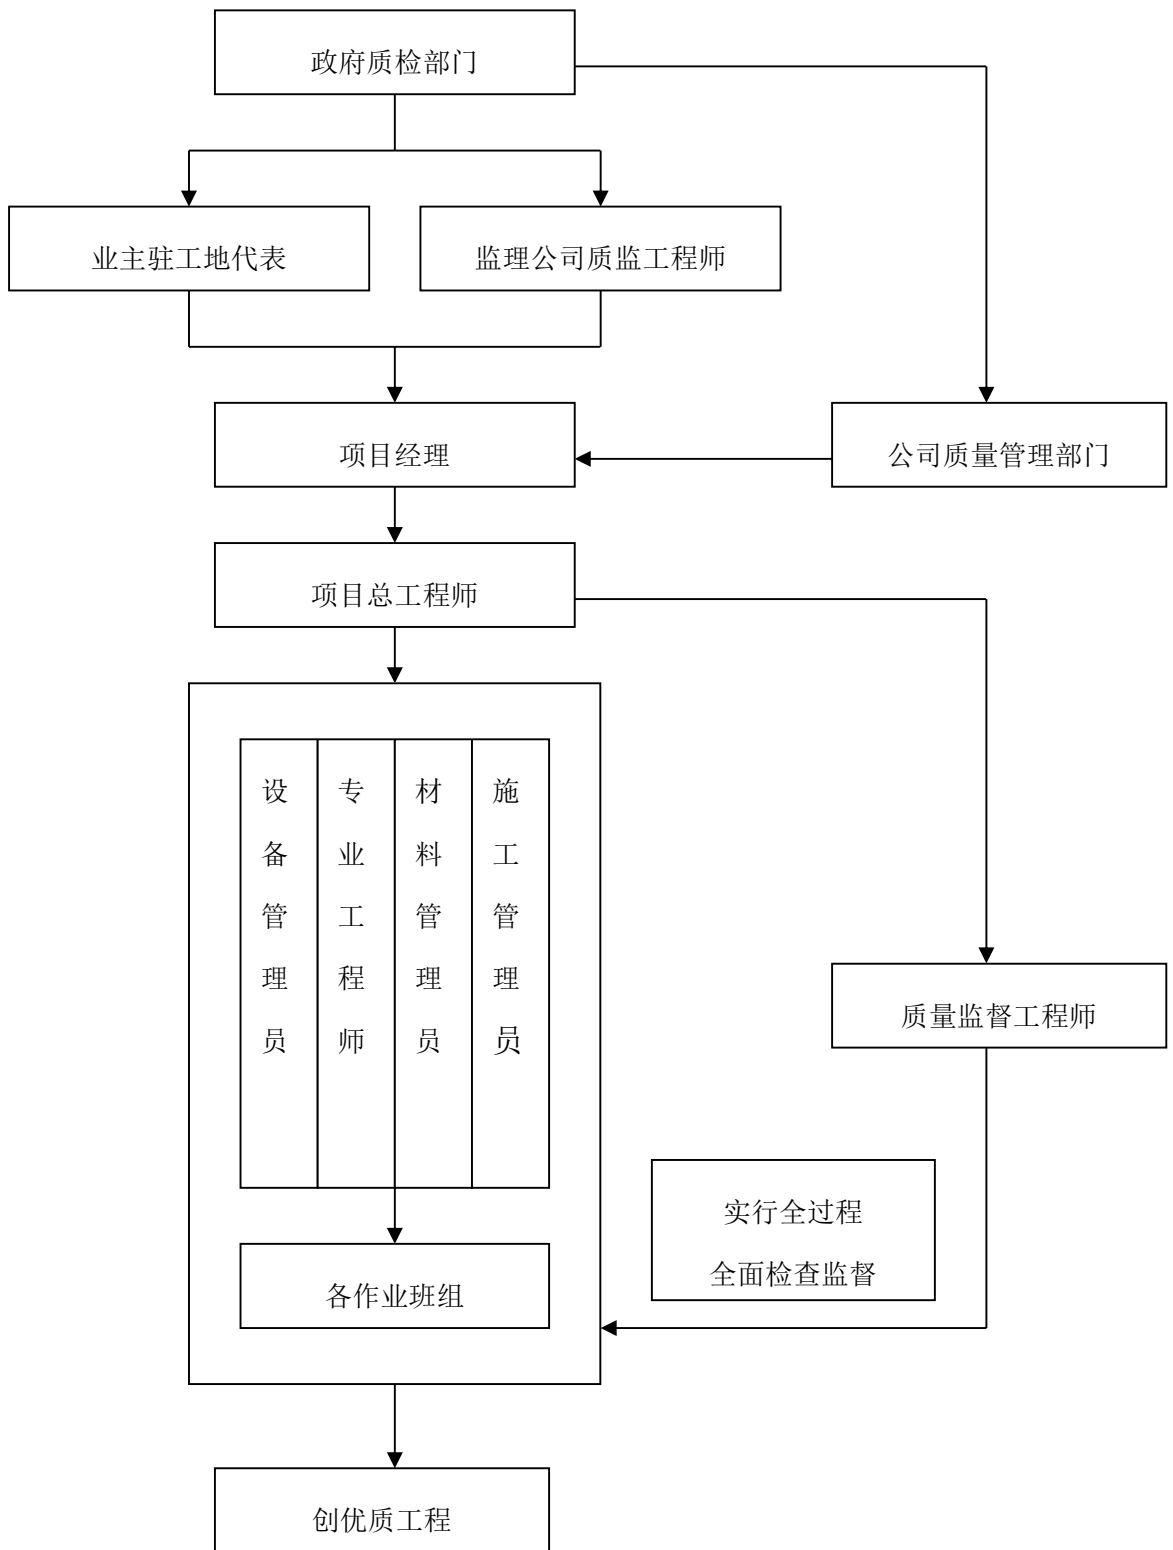 政府质检部门
业主驻工地代表
监理公司质监工程师
项目经理
公司质量管理部门
项目总工程师
设备管理员
专业工程师
材料管理员
施工管理员
质量监督工程师
实行全过程
全面检查监督
各作业班组
创优质工程